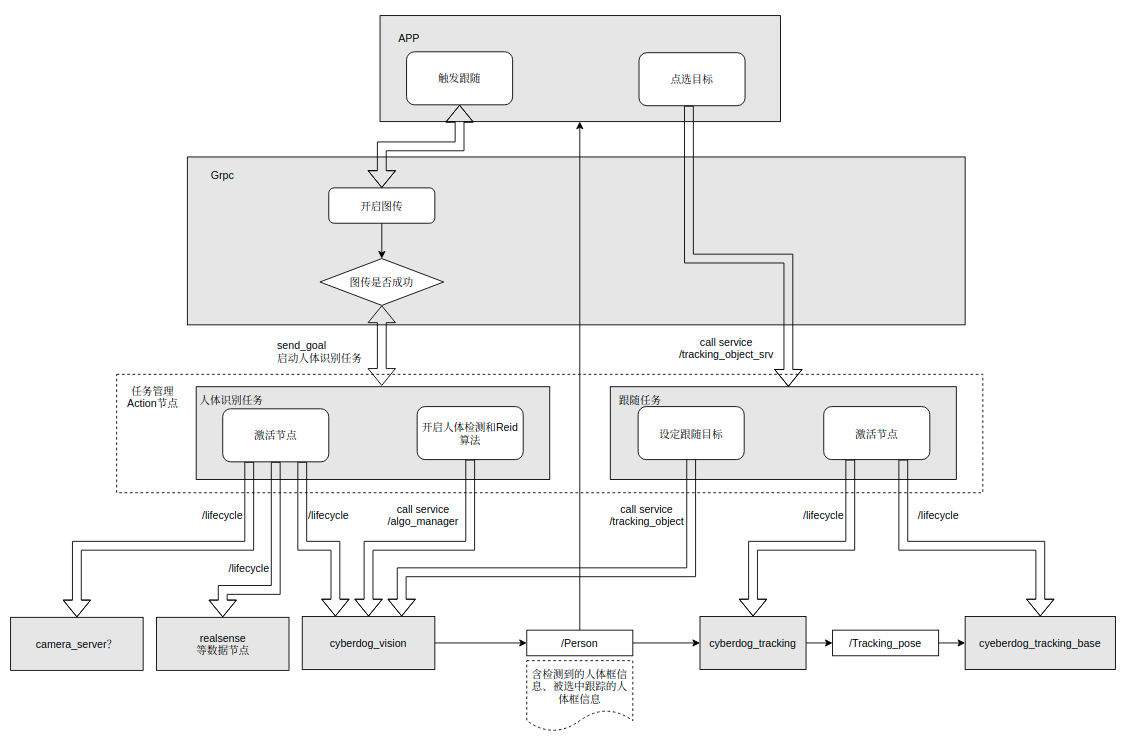 APP
触发跟随
点选目标
Grpc
开启图传
图传是否成功
send_goal
启动人体识别任务
call service
/tracking_object_srv
任务管理
Action节点
人体识别任务
激活节点
开启人体检测和Reid
算法
跟随任务
设定跟随目标
激活节点
/lifecycle
/lifecycle
/lifecycle
call service
/algo_manager
call service
/tracking_object
/lifecycle
/lifecycle
camera_server?
realsense
等数据节点
cyberdog_vision
/Person
cyberdog_tracking
/Tracking_pose
cyeberdog_tracking_base
含检测到的人体框信
息、被选中跟踪的人
体框信息